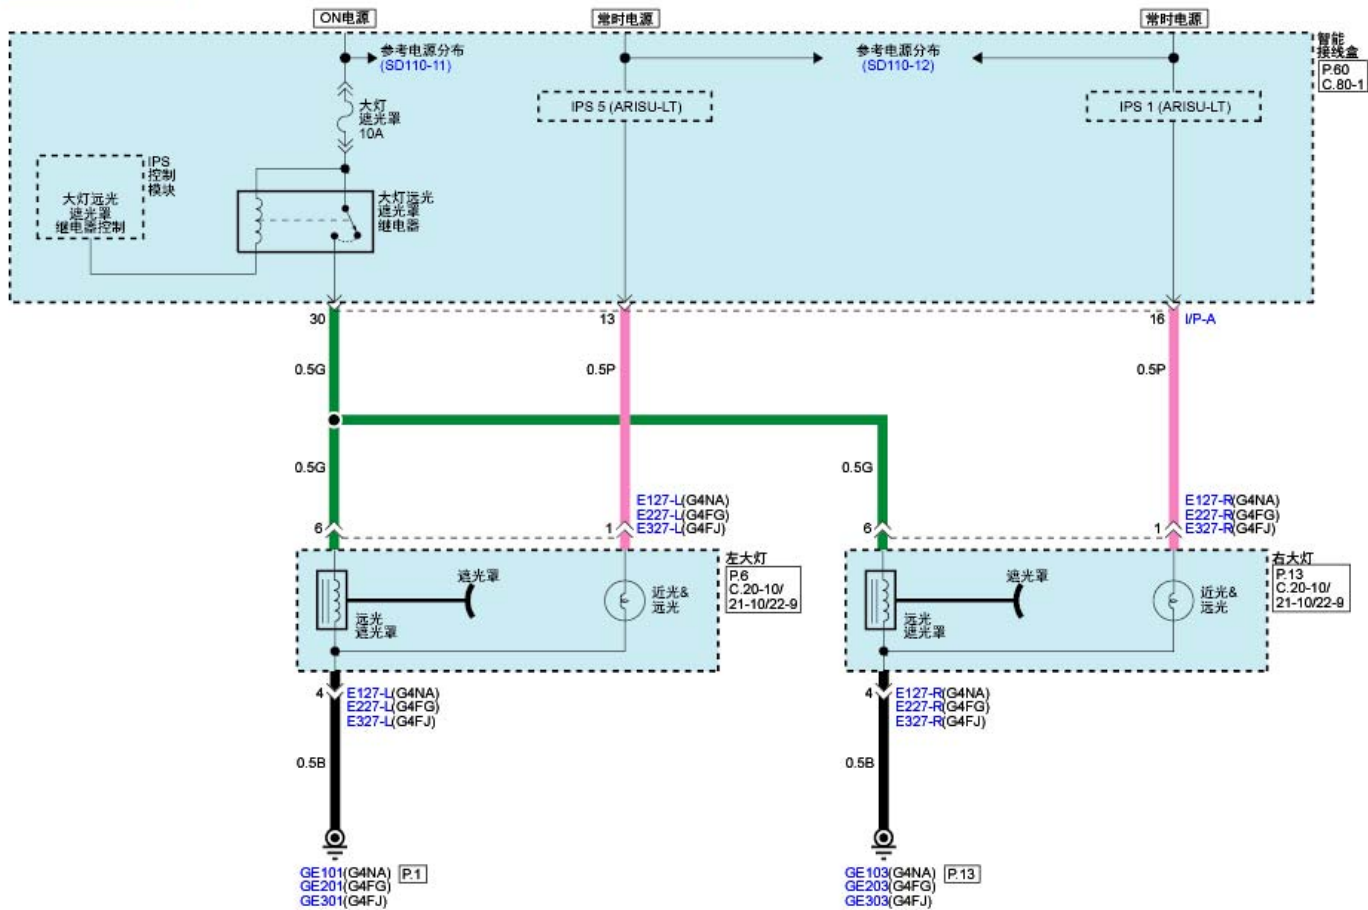 ON电源
常时电源
常时电源
参考电源分布
(SD110-11)
参考电源分布
(SD110-12)
智能
接线盒
P.60
C.80-1
大灯
遮光罩
10A
IPS 5 (ARISU-LT)
IPS 1 (ARISU-LT)
IPS
控制
模块
大灯远光
遮光罩
继电器控制
大灯远光
遮光罩
继电器
30
13
16
I/P-A
0.5G
0.5P
0.5P
0.5G
0.5G
E127-L(G4NA)
E227-L(G4FG)
E327-L(G4FJ)
E127-R(G4NA)
E227-R(G4FG)
E327-R(G4FJ)
6
1
6
1
左大灯
P.6
C.20-10/
21-10/22-9
右大灯
P.13
C.20-10/
21-10/22-9
遮光罩
近光&
远光
远光
遮光罩
遮光罩
近光&
远光
远光
遮光罩
4
E127-L(G4NA)
E227-L(G4FG)
E327-L(G4FJ)
4
E127-R(G4NA)
E227-R(G4FG)
E327-R(G4FJ)
0.5B
0.5B
GE101(G4NA)
P.1
GE201(G4FG)
GE301(G4FJ)
GE103(G4NA)
P.13
GE203(G4FG)
GE303(G4FJ)